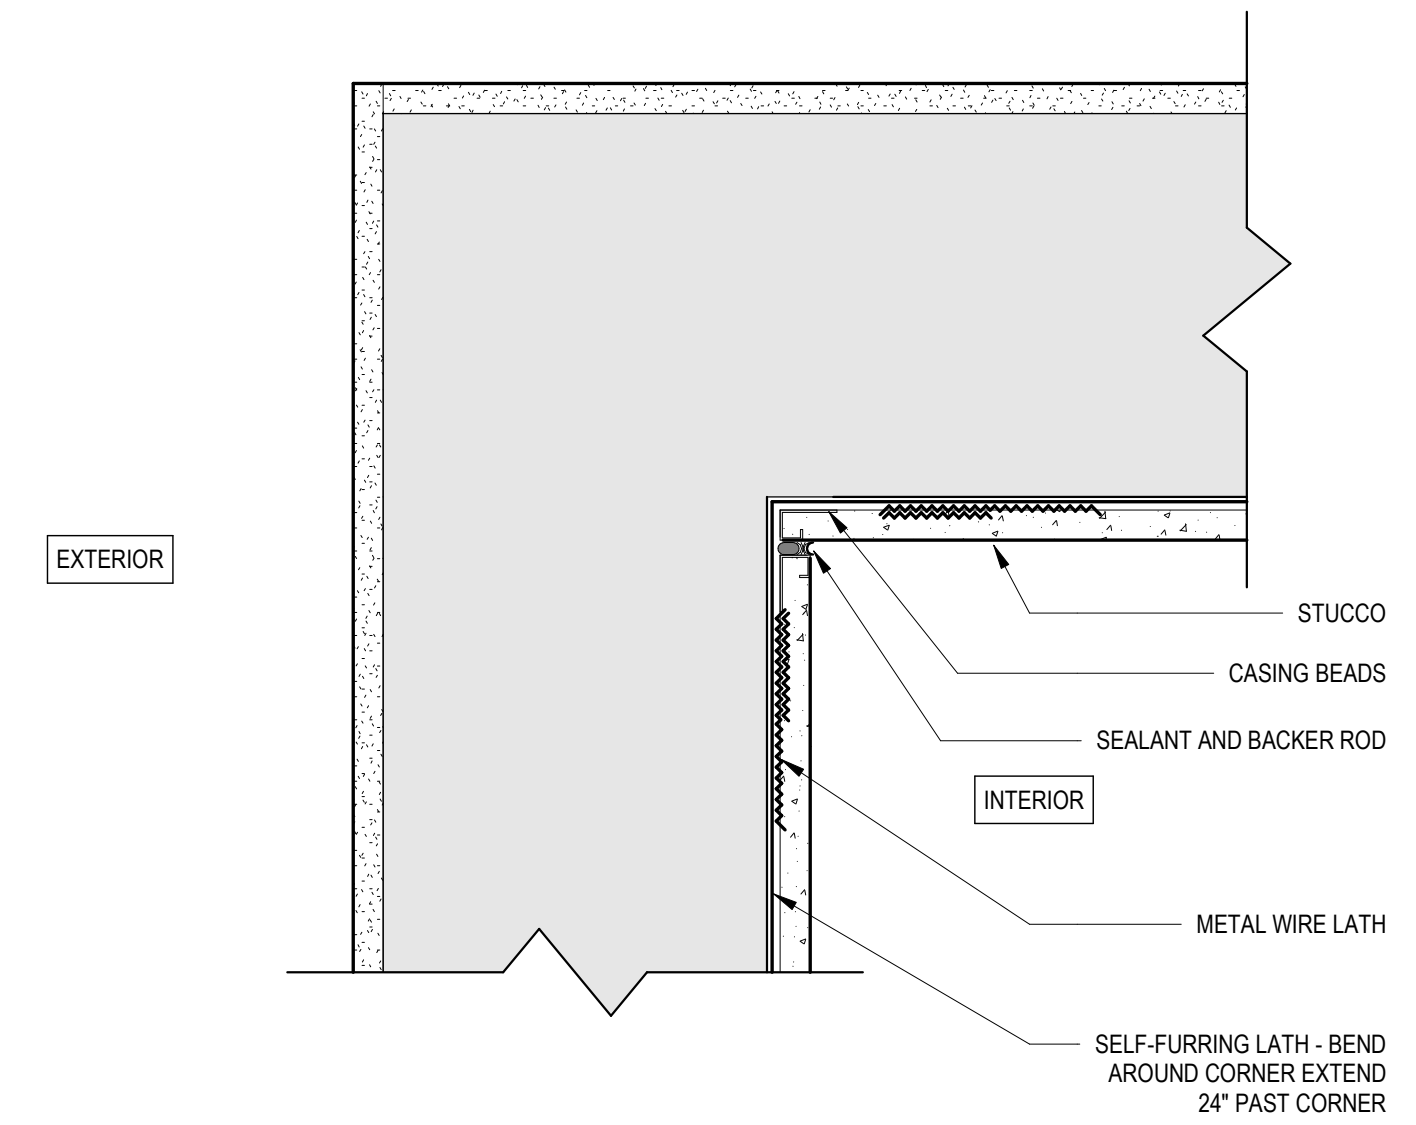 EXTERIOR
STUCCO
CASING BEADS
SEALANT AND BACKER ROD
INTERIOR
METAL WIRE LATH
SELF-FURRING LATH - BEND
AROUND CORNER EXTEND
24" PAST CORNER